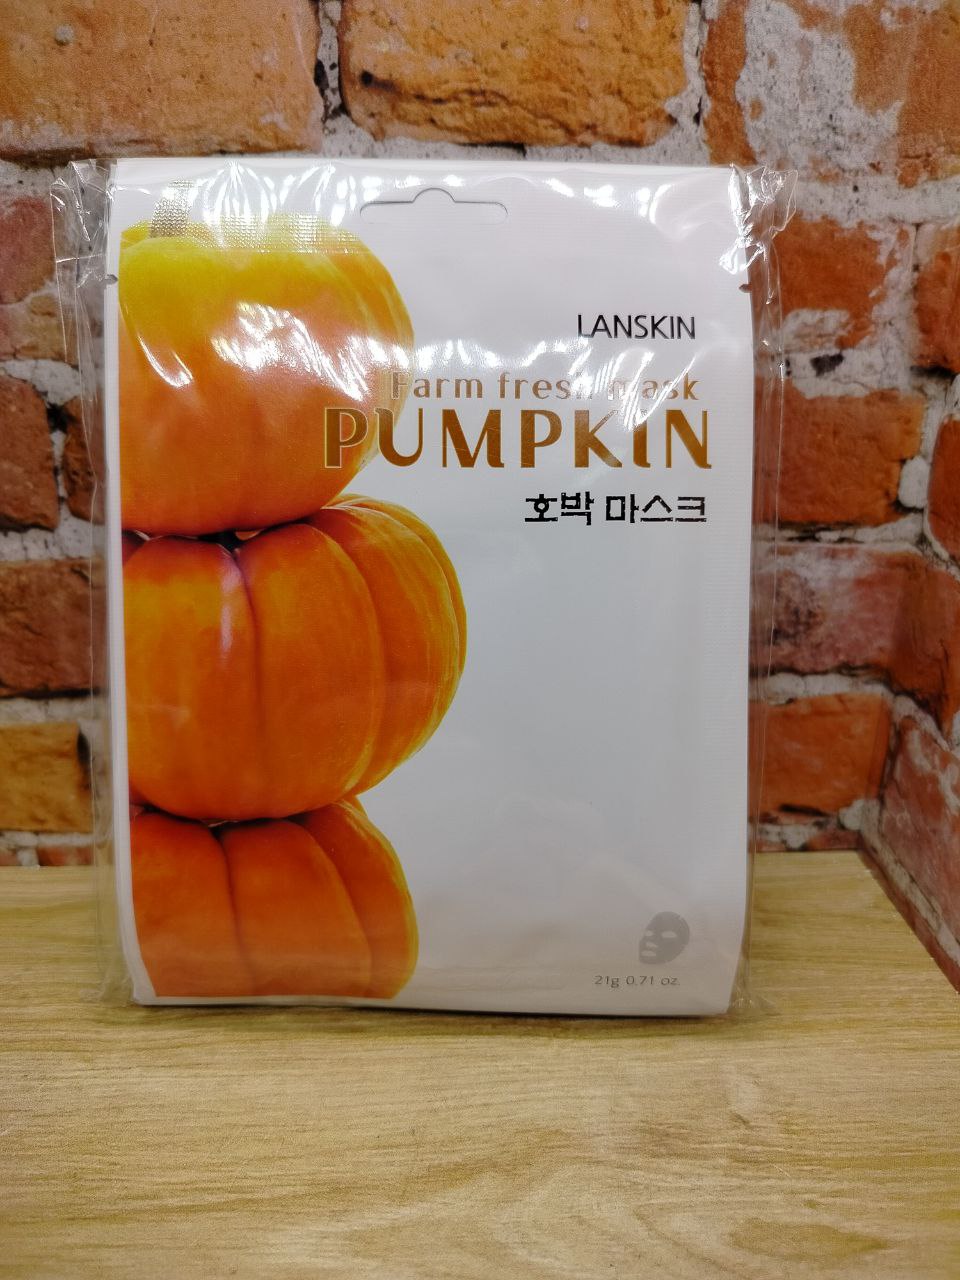 LANSKIN
Farm fresh mask
PUMPKIN
호박 마스크
21g 0.71 oz.